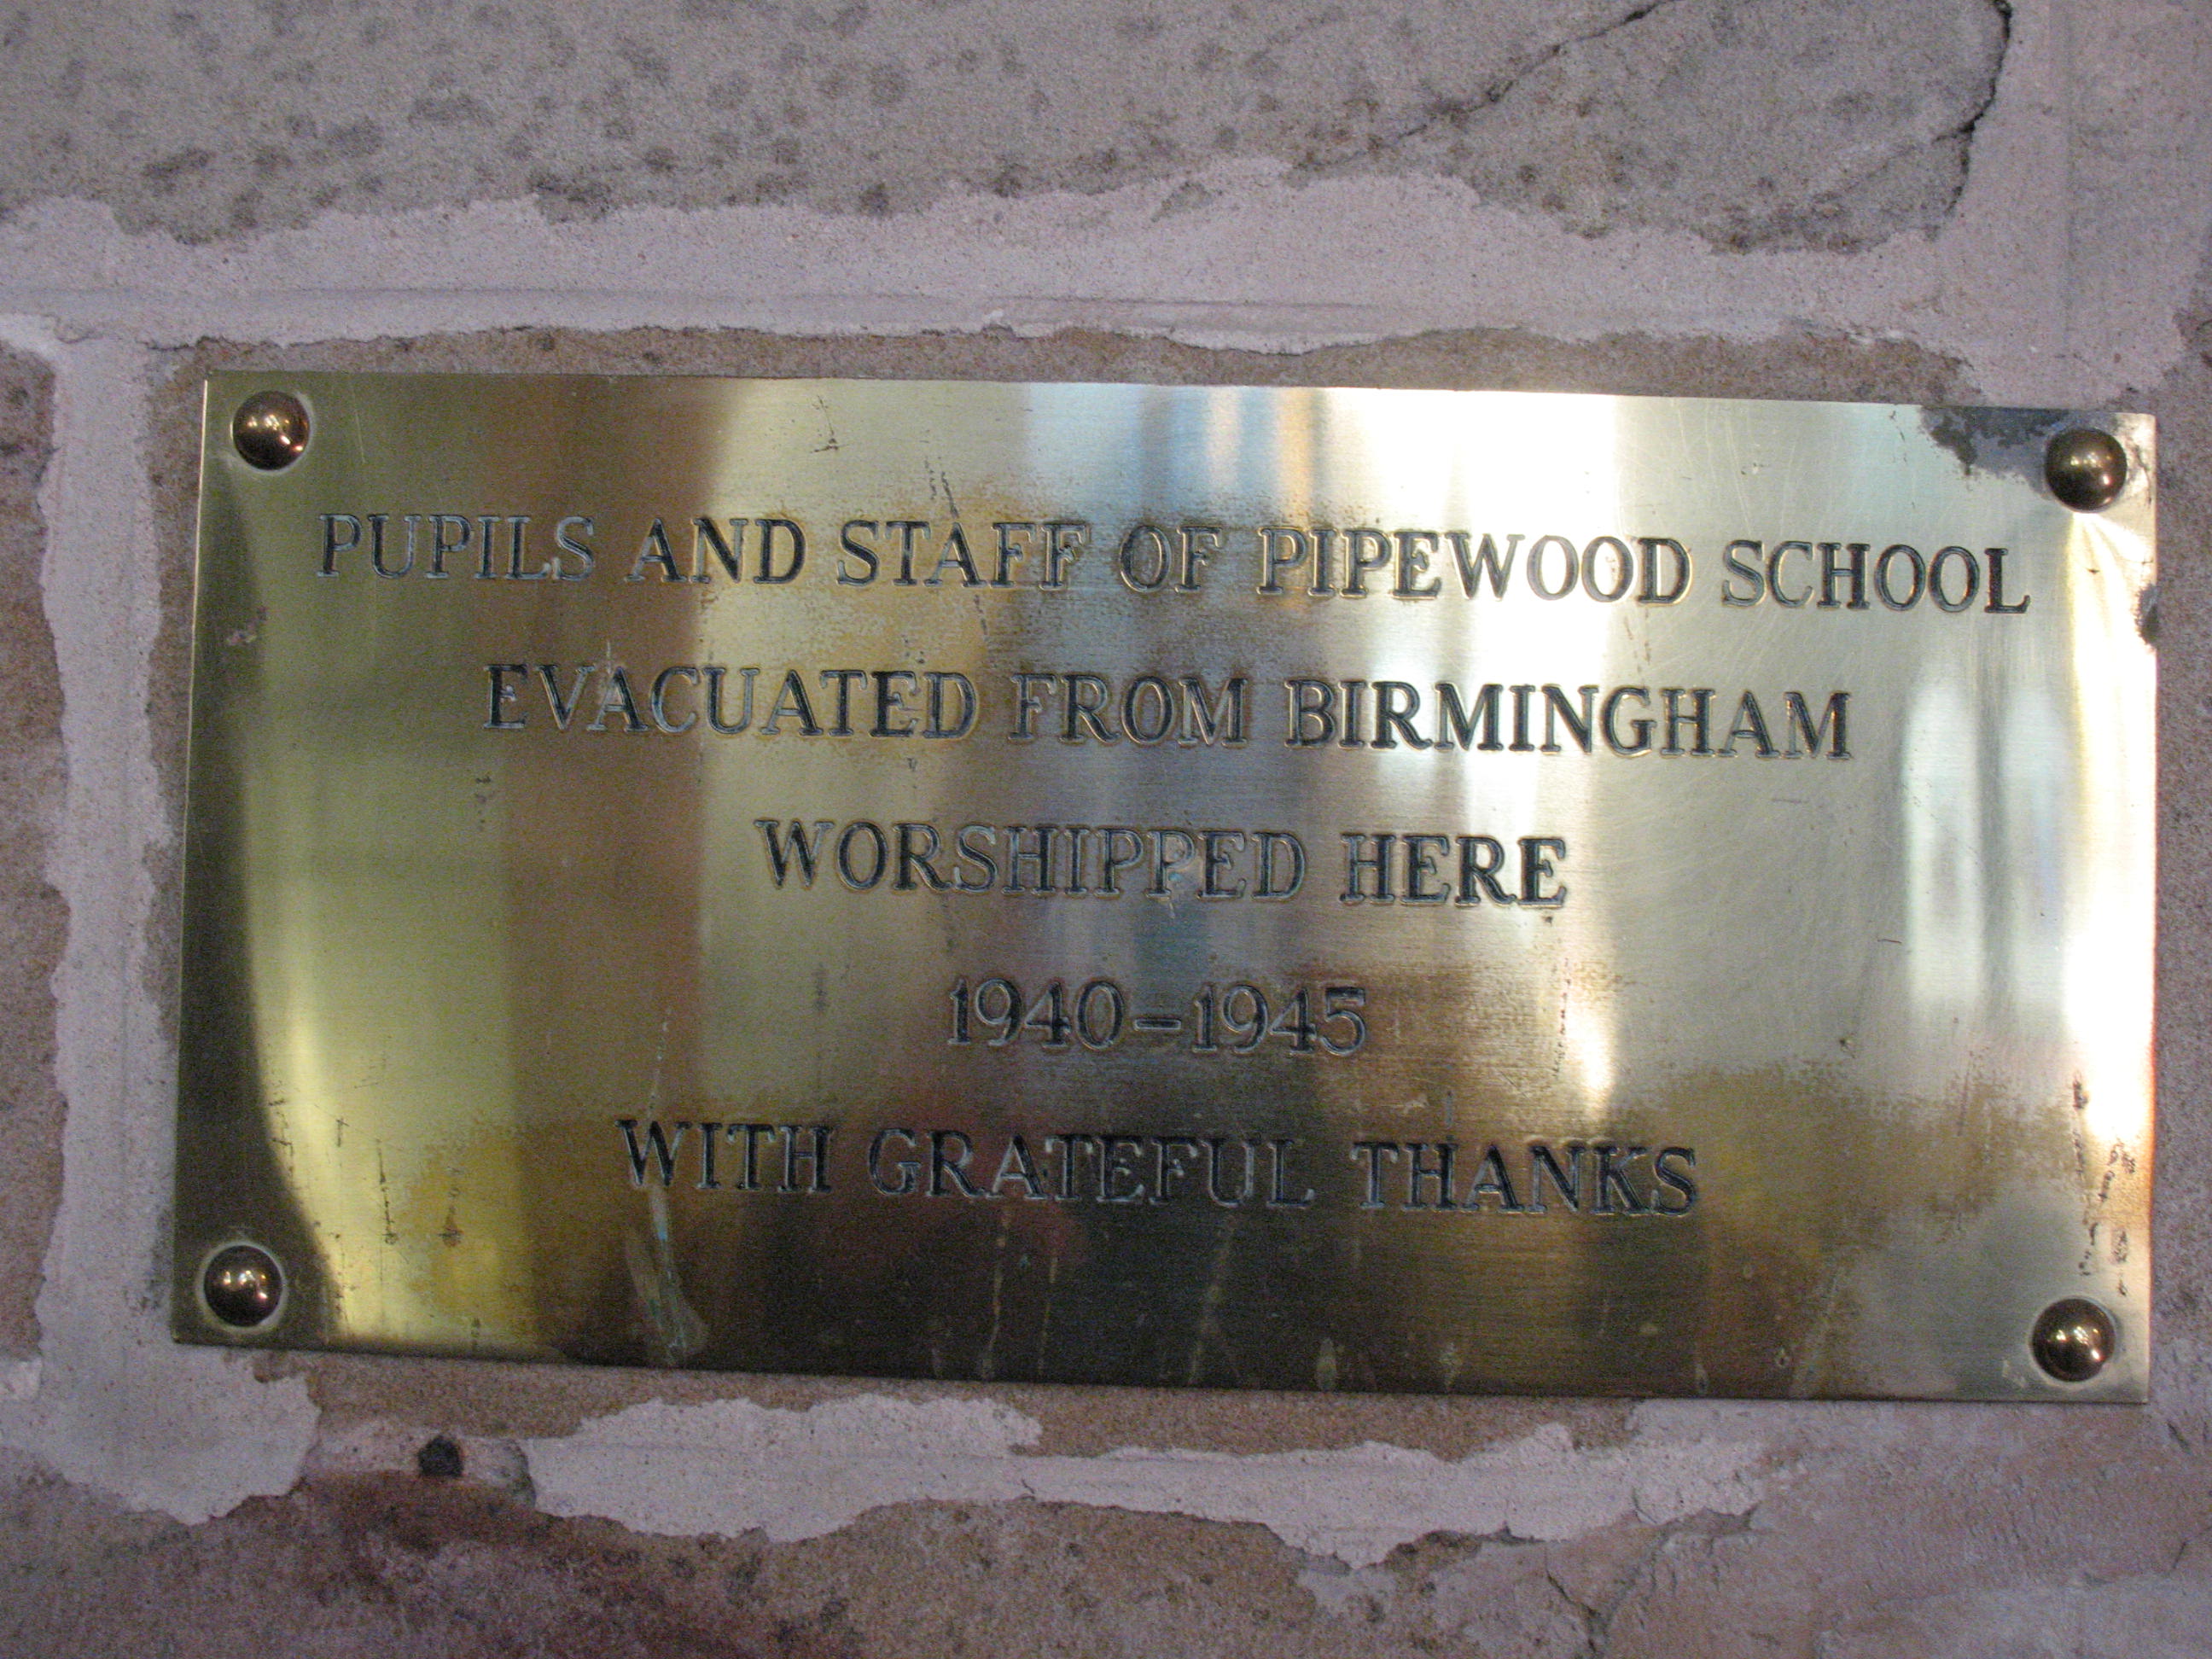 PUPILS AND STAFF OF PIPEWOOD SCHOOL
EVACUATED FROM BIRMINGHAM
WORSHIPPED HERE
1940-1945
WITH GRATEFUL THANKS